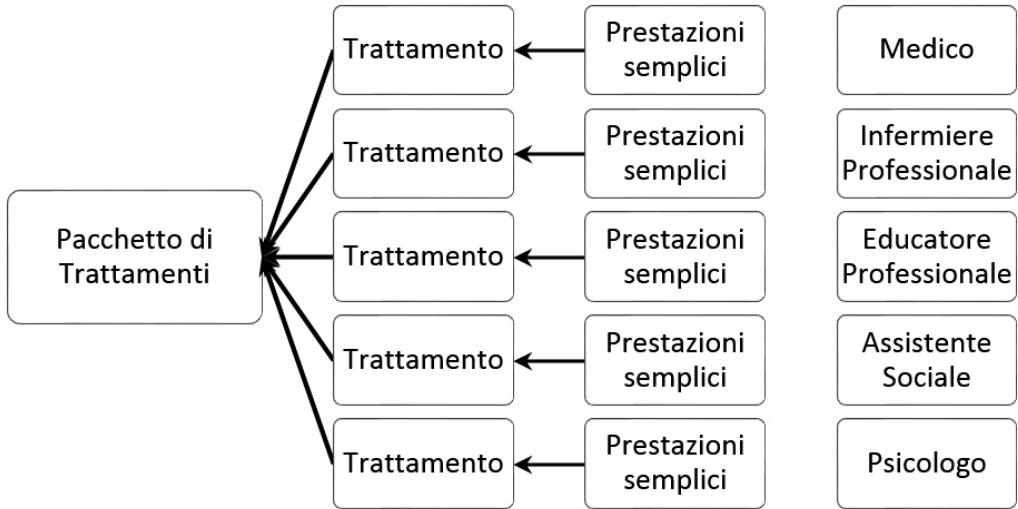 Trattamento
Prestazioni
semplici
Medico
Trattamento
Prestazioni
semplici
Infermiere
Professionale
Pacchetto di
Trattamenti
Trattamento
Prestazioni
semplici
Educatore
Professionale
Trattamento
Prestazioni
semplici
Assistente
Sociale
Trattamento
Prestazioni
semplici
Psicologo